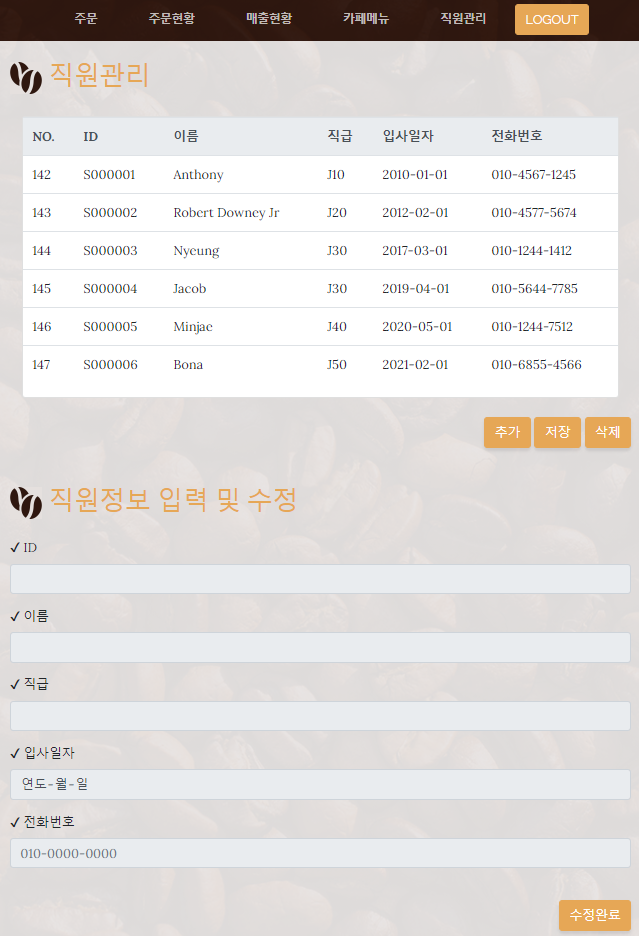 주문 주문현황 매출현황 카페메뉴 직원관리 LOGOUT
직원관리
NO. ID 이름 직급 입사일자 전화번호
142 S000001 Anthony J10 2010-01-01 010-4567-1245
143 S000002 Robert Downey Jr J20 2012-02-01 010-4577-5674
144 S000003 Nyeung J30 2017-03-01 010-1244-1412
145 S000004 Jacob J30 2019-04-01 010-5644-7785
146 S000005 Minjae J40 2020-05-01 010-1244-7512
147 S000006 Bona J50 2021-02-01 010-6855-4566
추가 저장 삭제
직원정보 입력 및 수정
✓ ID
✓ 이름
✓ 직급
✓ 입사일자
연도-월-일
✓ 전화번호
010-0000-0000
수정완료